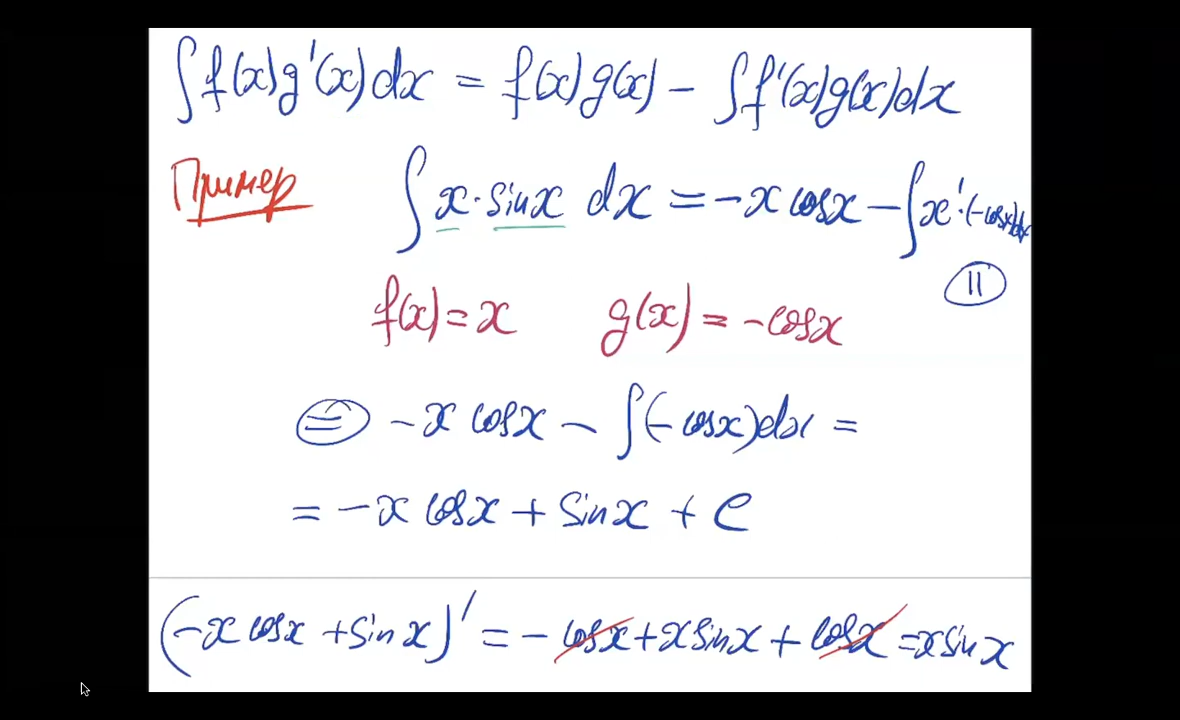 ∫f(x)g'(x)dx = f(x)g(x) - ∫f'(x)g(x)dx
Пример ∫x·sinx dx = -x cosx - ∫x'·(-cosx)dx
=
f(x)=x g(x)=-cosx
= -x cosx - ∫(-cosx)dx =
= -x cosx + sinx + C
(-x cosx + sinx)' = -cosx + x sinx + cosx = x sinx